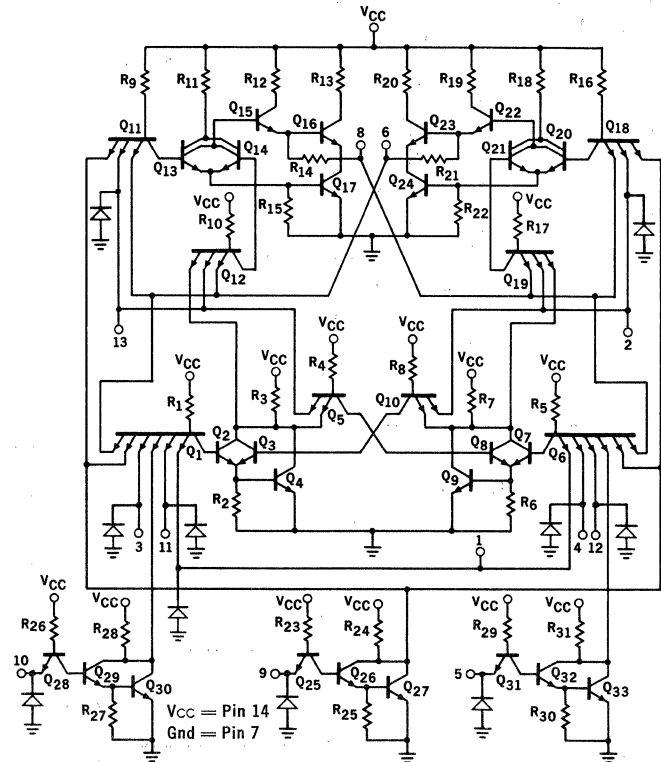 VCC
R9 R11 R12 R13 R20 R19 R18 R16
Q15 Q16 8 6 Q23 Q22
Q11 Q14 Q20 Q18
Q13 R14 R21 Q21
VCC R15 Q17 Q24 R22 VCC
R10 R17
Q12 Q19
13 2
VCC VCC
VCC VCC R4 R8 VCC VCC
R1 R3 Q5 Q10 R7 R5
Q1 Q2 Q3 Q8 Q7 Q6
R2 Q4 Q9 R6
3 11 1 4 12
VCC VCC VCC VCC VCC VCC
R26 R28 R23 R24 R29 R31
10 Q28 Q29 Q30 9 Q25 Q26 Q27 5 Q31 Q32 Q33
R27 R25 R30
VCC = Pin 14
Gnd = Pin 7